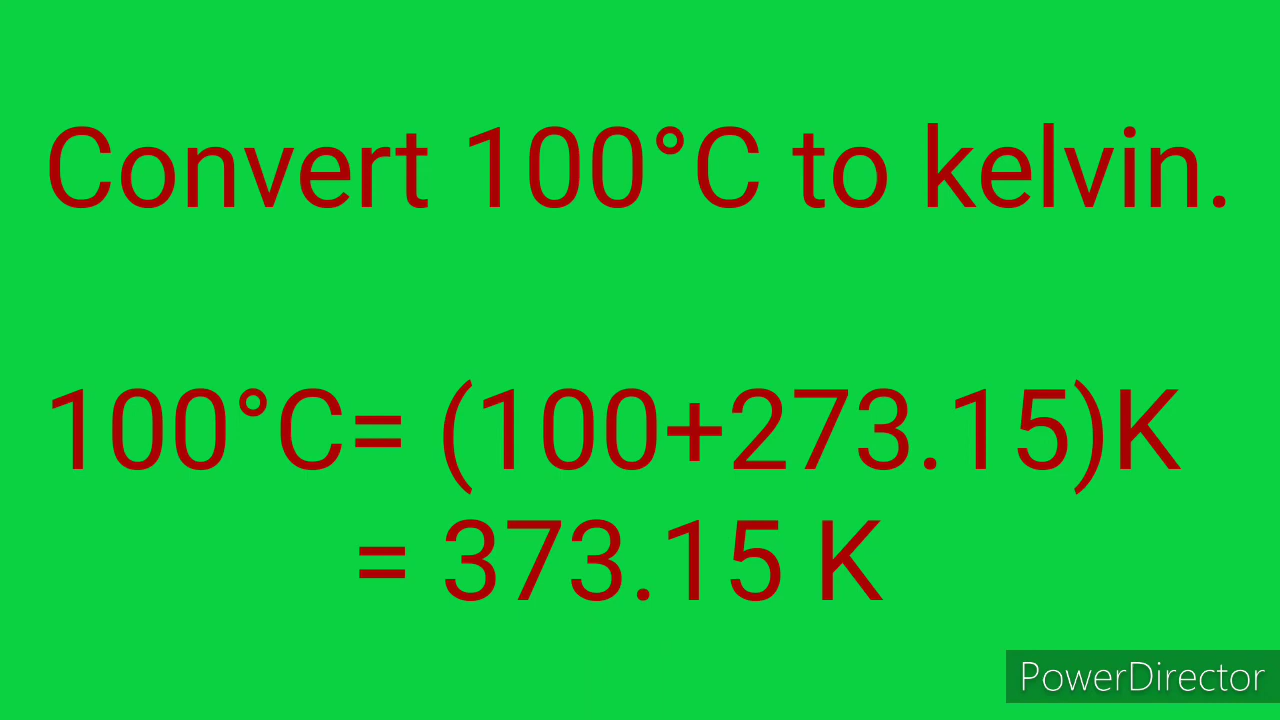 Convert 100°C to kelvin.
100°C= (100+273.15)K
= 373.15 K
PowerDirector